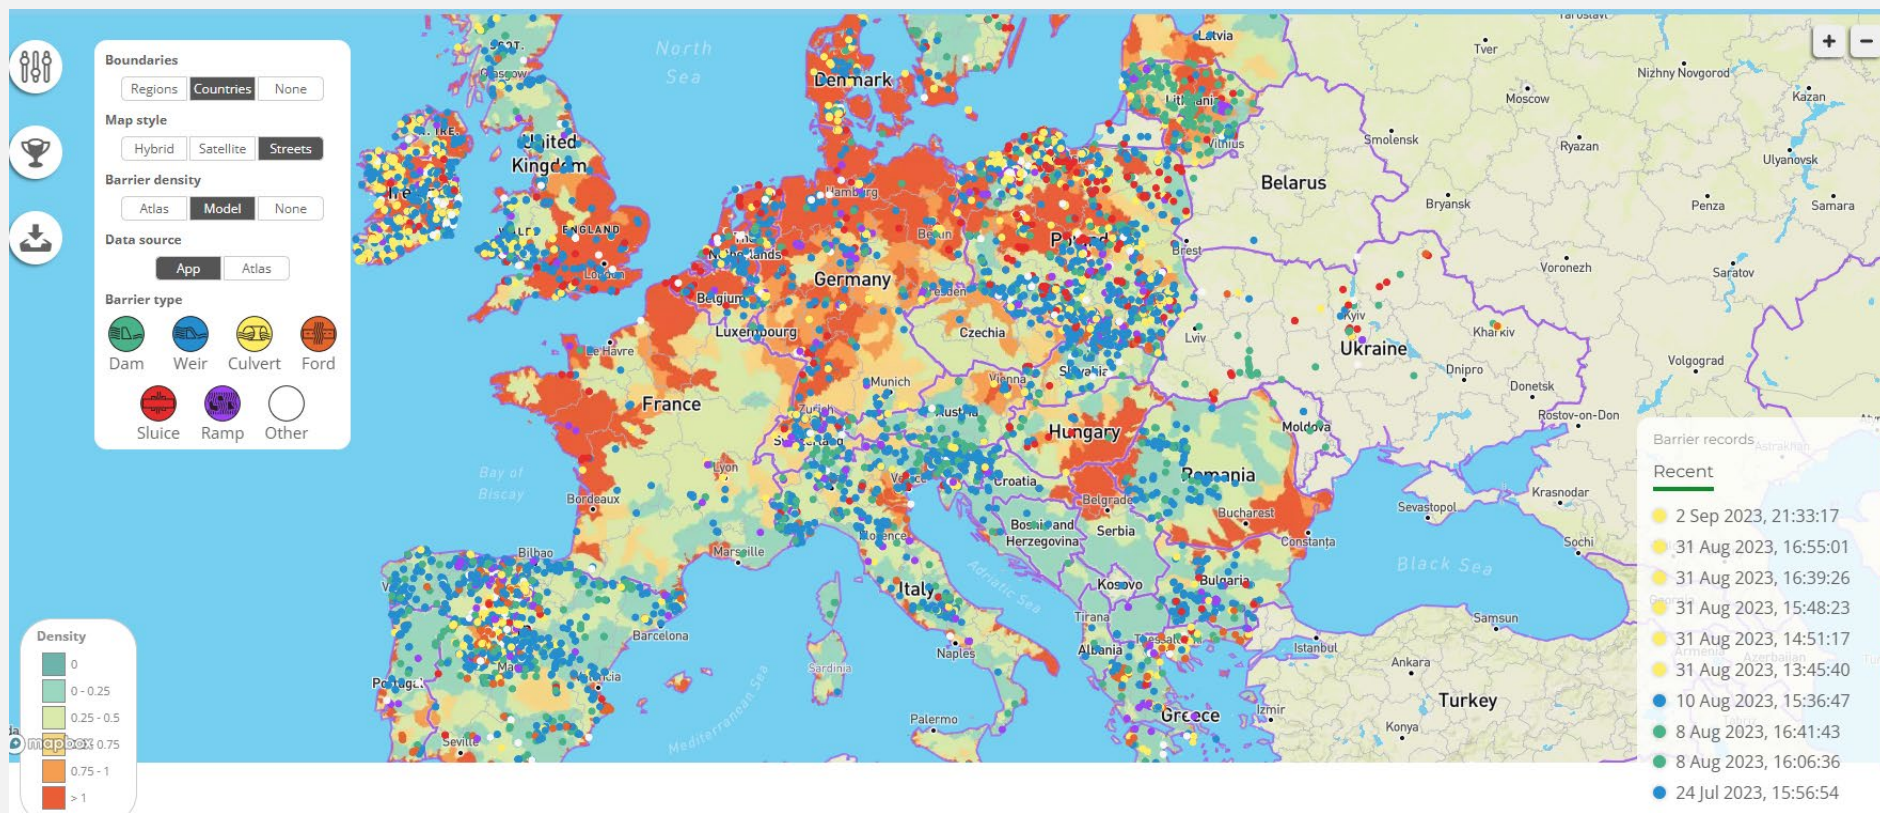 Boundaries
Regions Countries None
Map style
Hybrid Satellite Streets
Barrier density
Atlas Model None
Data source
App Atlas
Barrier type
Dam Weir Culvert Ford
Sluice Ramp Other
Density
0
0 - 0.25
0.25 - 0.5
0.75
0.75 - 1
> 1
mapbox
North
Sea
Glasgow
United
Kingdom
ENGLAND
London
Denmark
Hamburg
Germany
Belgium
Luxembourg
Le Havre
France
Munich
Zurich
Lyon
Bay of
Biscay
Bordeaux
Marseille
Bilbao
Barcelona
Portugal
Seville
Mediterranean Sea
Sardinia
Italy
Florence
Naples
Palermo
Adriatic Sea
Czechia
Vienna
Slovakia
Hungary
Croatia
Bosnia and
Herzegovina
Belgrade
Serbia
Kosovo
Tirana
Albania
Greece
Bulgaria
Romania
Bucharest
Constanța
Moldova
Latvia
Vilnius
Belarus
Brest
Lviv
Kyiv
Ukraine
Kharkiv
Dnipro
Donetsk
Rostov-on-Don
Sevastopol
Krasnodar
Sochi
Black Sea
Samsun
Istanbul
Ankara
Izmir
Konya
Turkey
Tver
Moscow
Smolensk
Bryansk
Ryazan
Nizhny Novgorod
Kazan
Ulyanovsk
Penza
Samara
Voronezh
Saratov
Volgograd
Astrakhan
Armenia
Azerbaijan
+ −
Barrier records
Recent
2 Sep 2023, 21:33:17
31 Aug 2023, 16:55:01
31 Aug 2023, 16:39:26
31 Aug 2023, 15:48:23
31 Aug 2023, 14:51:17
31 Aug 2023, 13:45:40
10 Aug 2023, 15:36:47
8 Aug 2023, 16:41:43
8 Aug 2023, 16:06:36
24 Jul 2023, 15:56:54